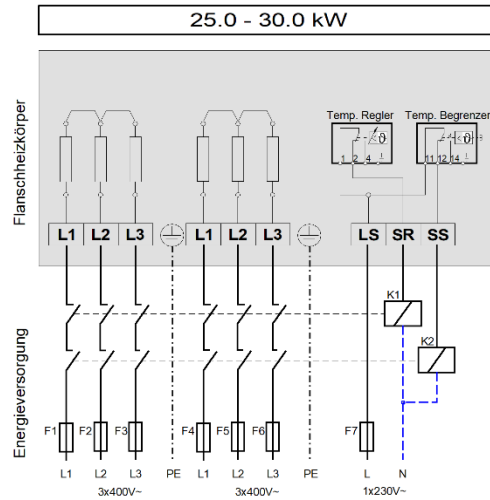 25.0 - 30.0 kW
Flanschheizkörper
Temp. Regler Temp. Begrenzer
1 2 4 11 12 14
L1 L2 L3 L1 L2 L3 LS SR SS
K1
K2
Energieversorgung
F1 F2 F3 F4 F5 F6 F7
L1 L2 L3 PE L1 L2 L3 PE L N
3x400V~ 3x400V~ 1x230V~